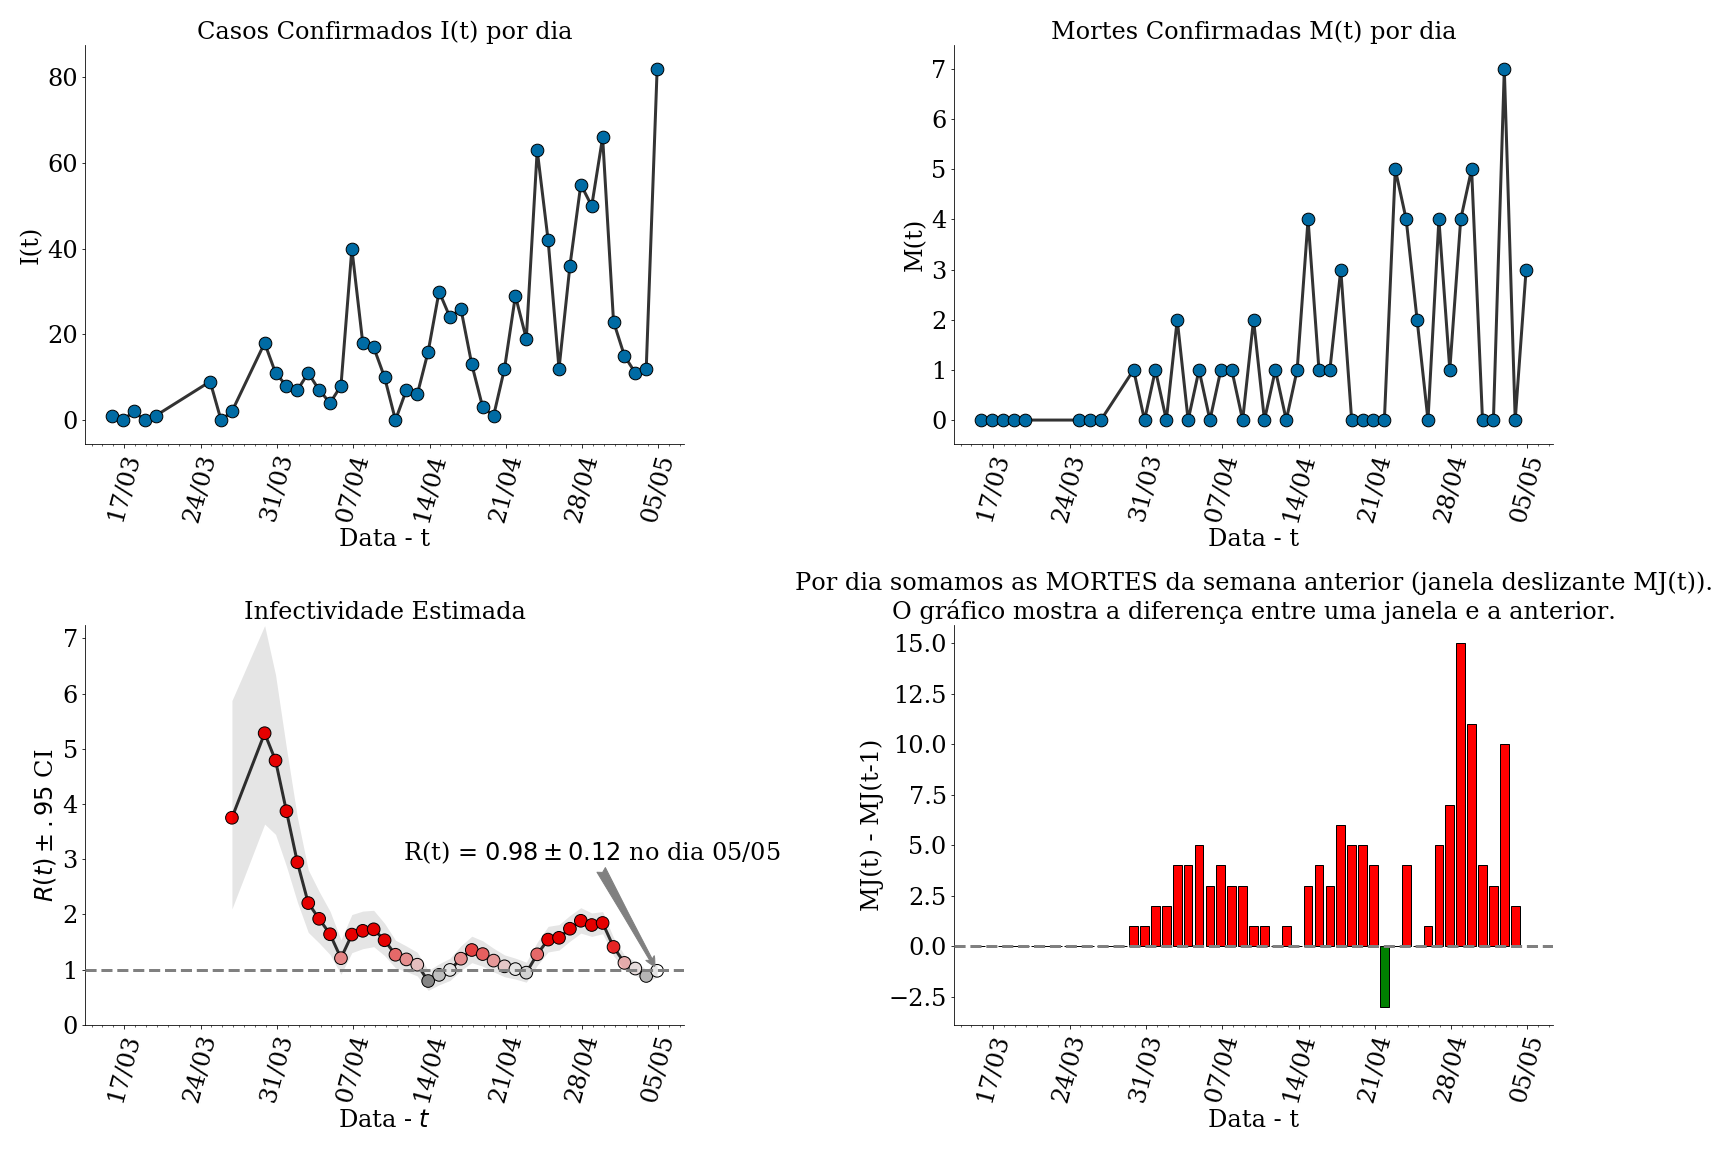 Casos Confirmados I(t) por dia
I(t)
80
60
40
20
0
17/03 24/03 31/03 07/04 14/04 21/04 28/04 05/05
Data - t
Mortes Confirmadas M(t) por dia
M(t)
7
6
5
4
3
2
1
0
17/03 24/03 31/03 07/04 14/04 21/04 28/04 05/05
Data - t
Infectividade Estimada
R(t) ± .95 CI
7
6
5
4
3
2
1
0
R(t) = 0.98 ± 0.12 no dia 05/05
17/03 24/03 31/03 07/04 14/04 21/04 28/04 05/05
Data - t
Por dia somamos as MORTES da semana anterior (janela deslizante MJ(t)).
O gráfico mostra a diferença entre uma janela e a anterior.
MJ(t) - MJ(t-1)
15.0
12.5
10.0
7.5
5.0
2.5
0.0
−2.5
17/03 24/03 31/03 07/04 14/04 21/04 28/04 05/05
Data - t